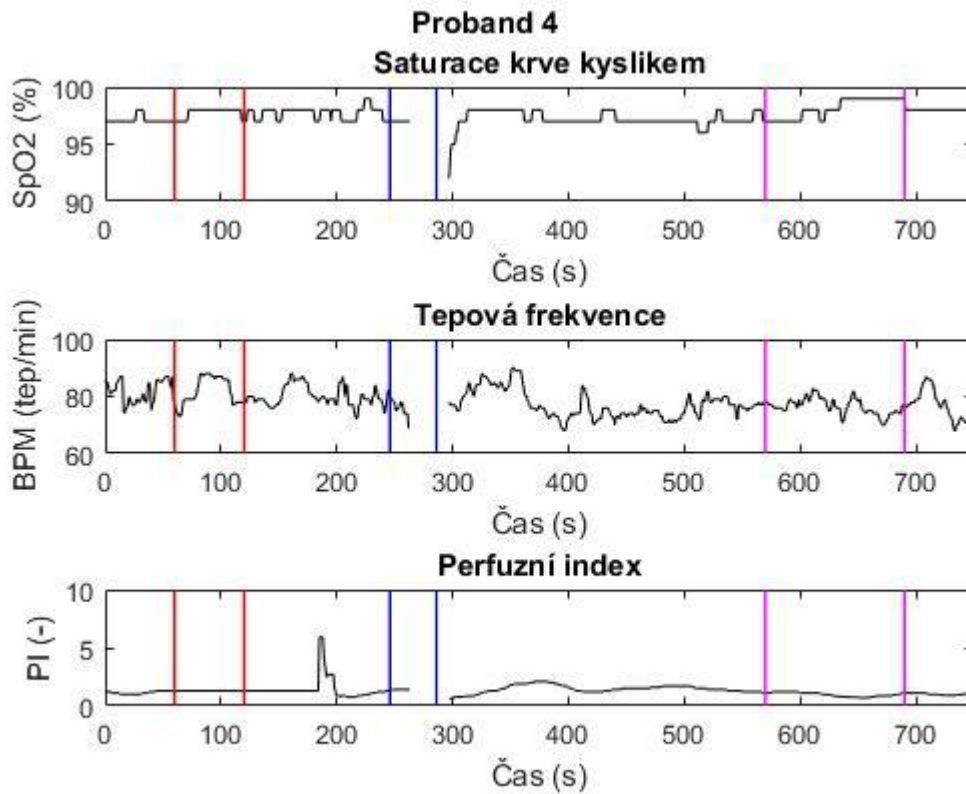 Proband 4
Saturace krve kyslikem
SpO2 (%)
100
95
90
0 100 200 300 400 500 600 700
Čas (s)
Tepová frekvence
BPM (tep/min)
100
80
60
0 100 200 300 400 500 600 700
Čas (s)
Perfuzní index
PI (-)
10
5
0
0 100 200 300 400 500 600 700
Čas (s)